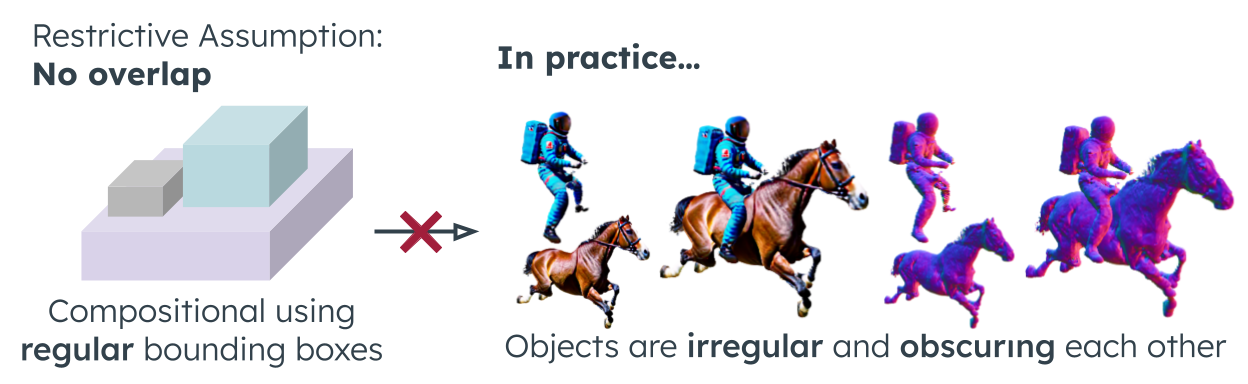 Restrictive Assumption:
No overlap
Compositional using
regular bounding boxes
In practice...
Objects are irregular and obscuring each other